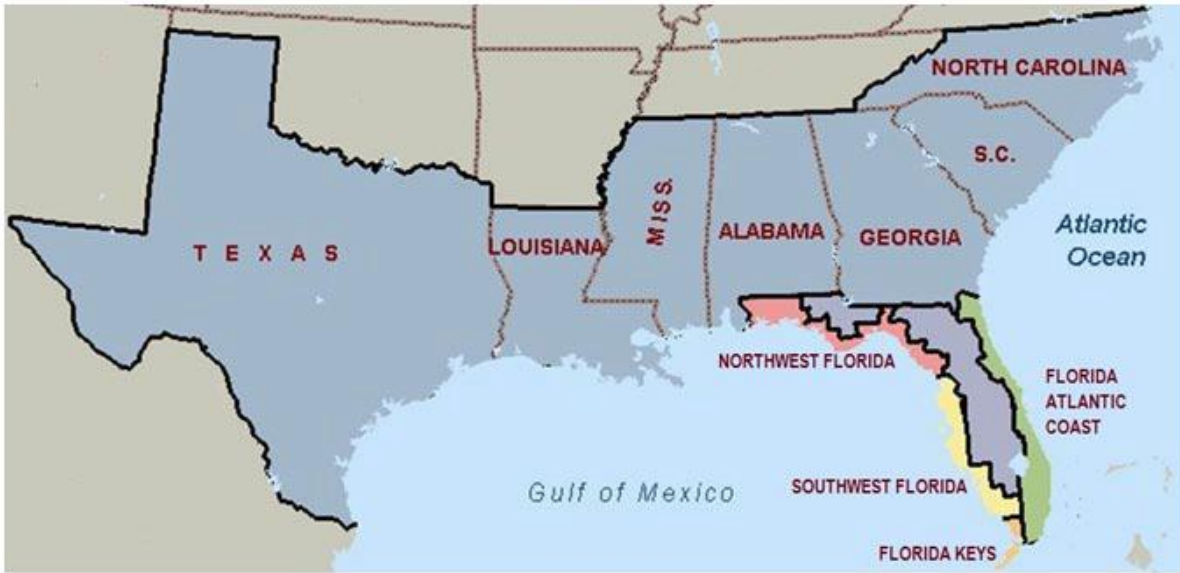 NORTH CAROLINA
S.C.
MISS.
Atlantic
Ocean
ALABAMA
GEORGIA
TEXAS
LOUISIANA
NORTHWEST FLORIDA
FLORIDA
ATLANTIC
COAST
SOUTHWEST FLORIDA
Gulf of Mexico
FLORIDA KEYS